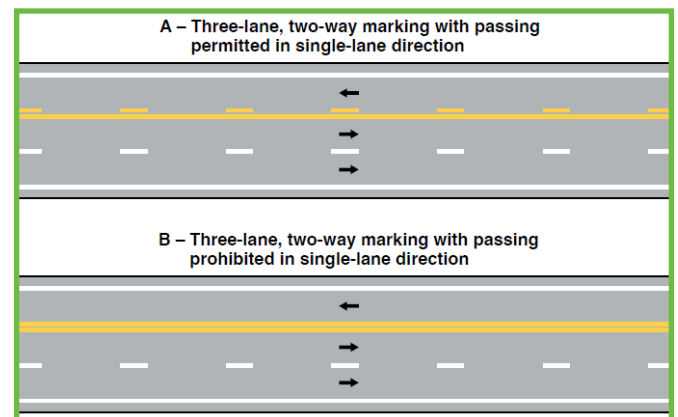 A – Three-lane, two-way marking with passing
permitted in single-lane direction
B – Three-lane, two-way marking with passing
prohibited in single-lane direction